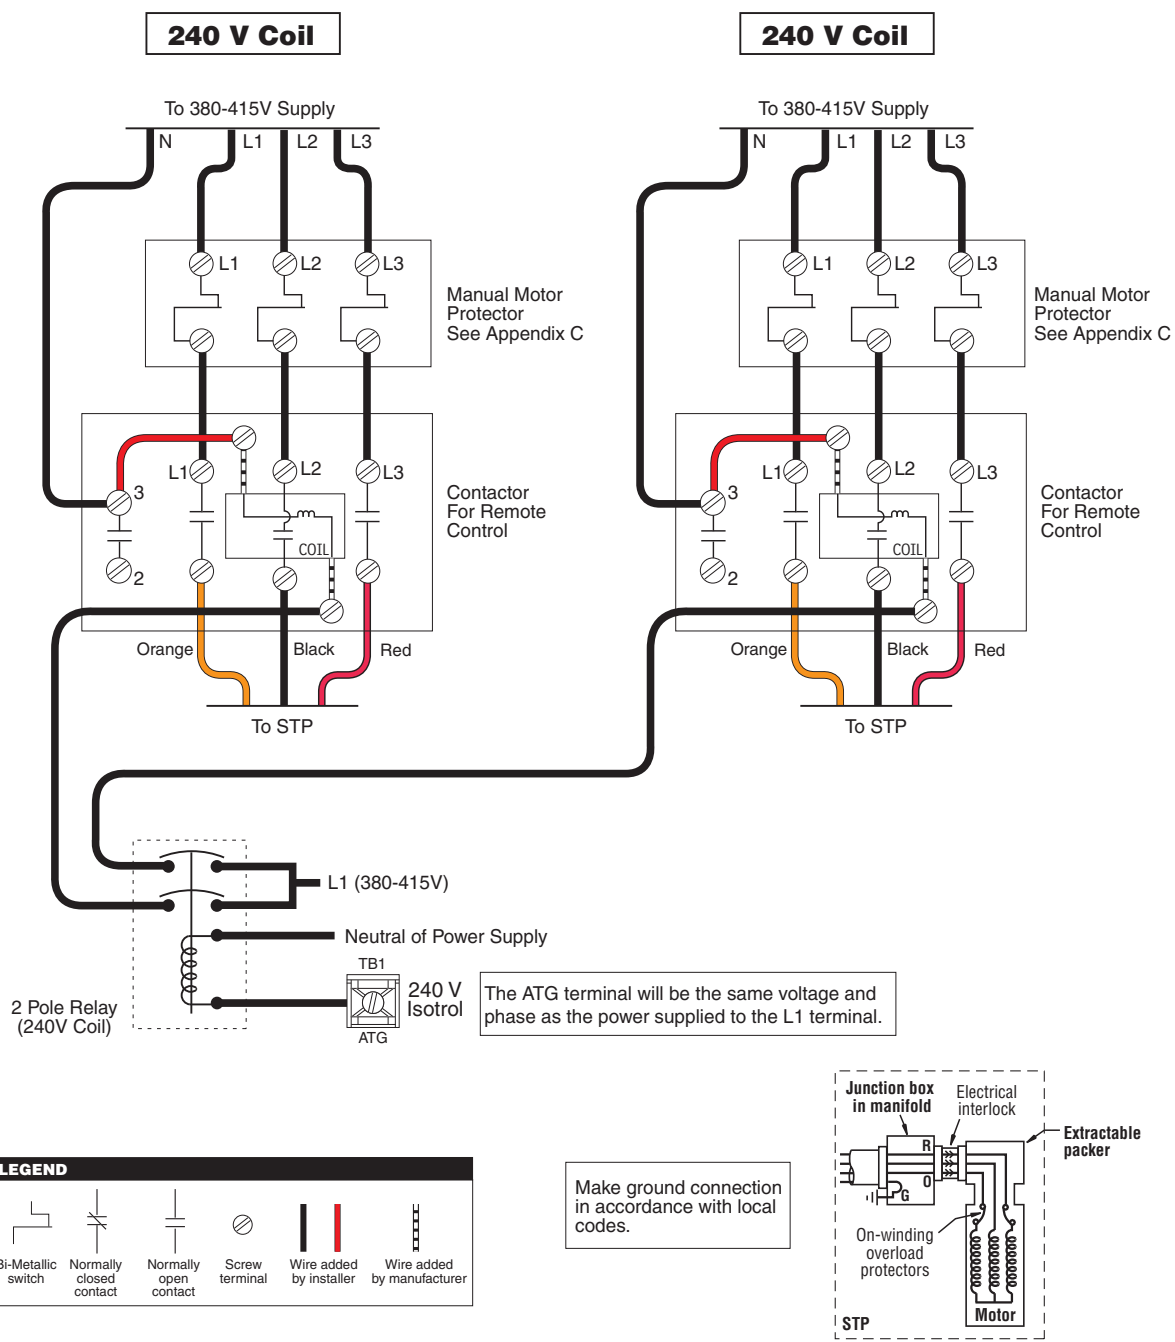 240 V Coil
To 380-415V Supply
N
L1
L2
L3
L1
L2
L3
Manual Motor
Protector
See Appendix C
L1
L2
L3
3
2
COIL
Contactor
For Remote
Control
Orange
Black
Red
To STP
240 V Coil
To 380-415V Supply
N
L1
L2
L3
L1
L2
L3
Manual Motor
Protector
See Appendix C
L1
L2
L3
3
2
COIL
Contactor
For Remote
Control
Orange
Black
Red
To STP
L1 (380-415V)
Neutral of Power Supply
TB1
240 V
Isotrol
ATG
2 Pole Relay
(240V Coil)
The ATG terminal will be the same voltage and
phase as the power supplied to the L1 terminal.
LEGEND
Bi-Metallic
switch
Normally
closed
contact
Normally
open
contact
Screw
terminal
Wire added
by installer
Wire added
by manufacturer
Make ground connection
in accordance with local
codes.
Junction box
in manifold
Electrical
interlock
Extractable
packer
R
O
G
On-winding
overload
protectors
Motor
STP